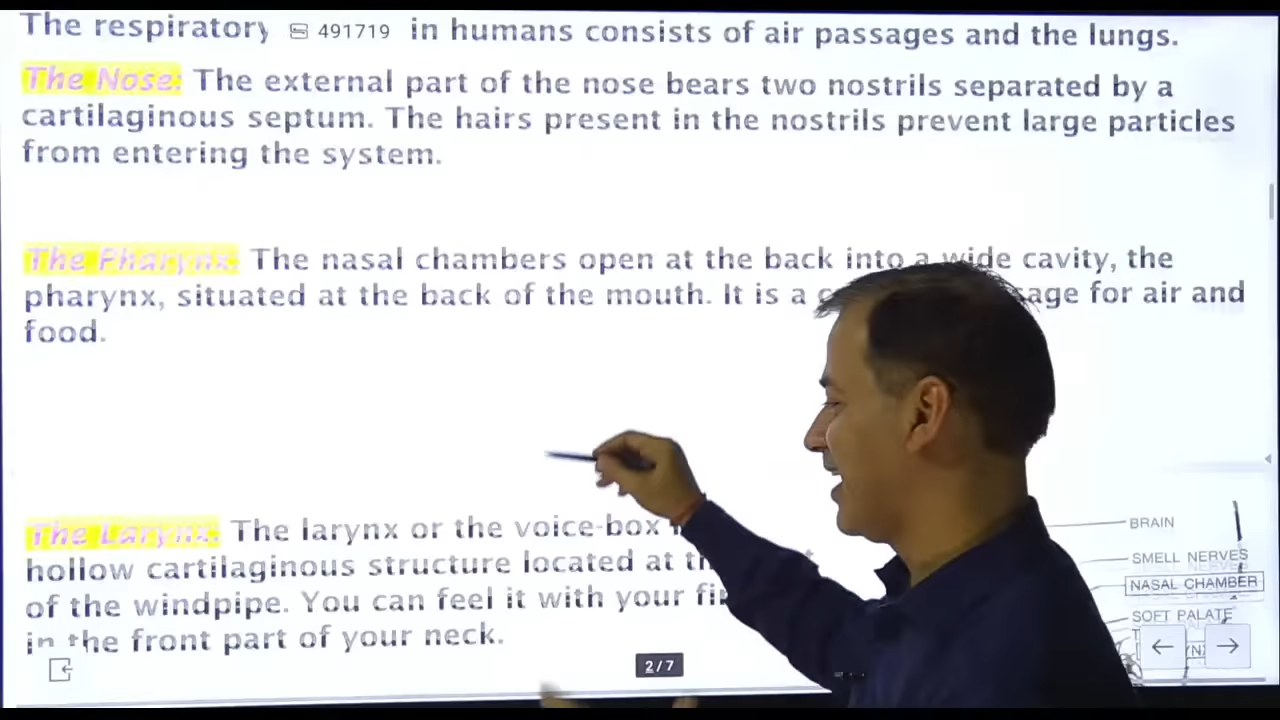 The respiratory 491719 in humans consists of air passages and the lungs.
The Nose: The external part of the nose bears two nostrils separated by a
cartilaginous septum. The hairs present in the nostrils prevent large particles
from entering the system.
The Pharynx. The nasal chambers open at the back into a wide cavity, the
pharynx, situated at the back of the mouth. It is a for air and
food.
The Larynx. The larynx or the voice-box
hollow cartilaginous structure located at
of the windpipe. You can feel it with your
in the front part of your neck.
BRAIN
SMELL NERVES
NASAL CHAMBER
SOFT PALATE
2/7